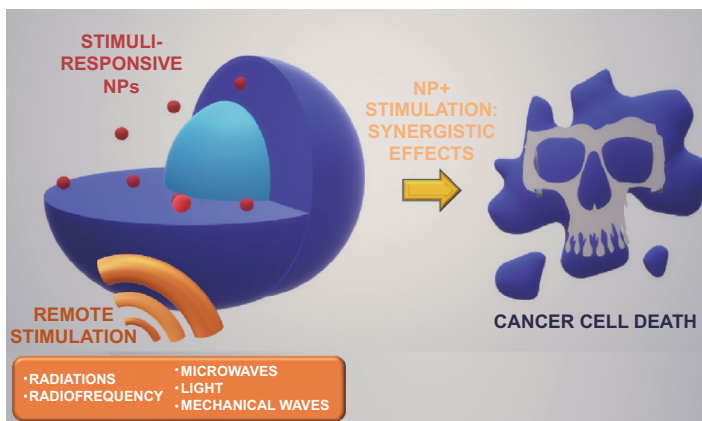 STIMULI-
RESPONSIVE
NPs
NP+
STIMULATION:
SYNERGISTIC
EFFECTS
REMOTE
STIMULATION
CANCER CELL DEATH
·RADIATIONS
·RADIOFREQUENCY
·MICROWAVES
·LIGHT
·MECHANICAL WAVES